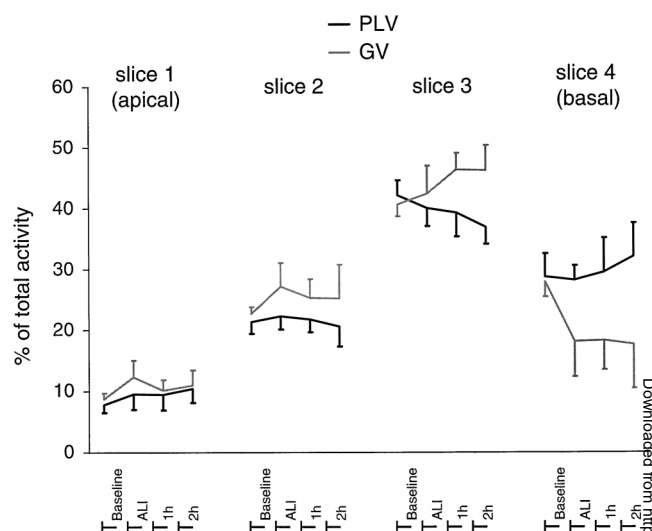 PLV
GV
slice 1
(apical)
slice 2
slice 3
slice 4
(basal)
60
50
40
30
20
10
0
% of total activity
TBaseline
TALI
T1h
T2h
TBaseline
TALI
T1h
T2h
TBaseline
TALI
T1h
T2h
TBaseline
TALI
T1h
T2h
Downloaded from